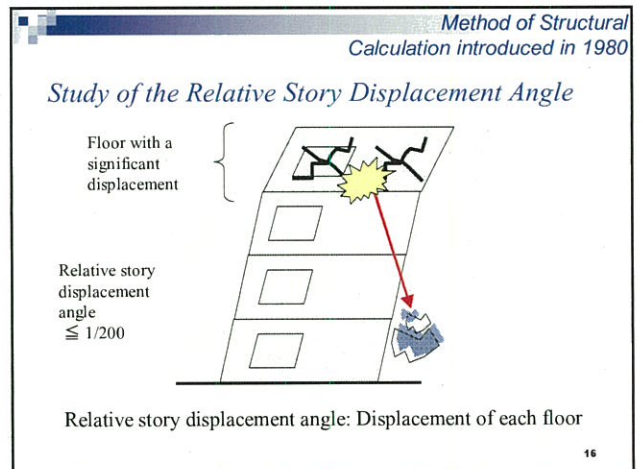 Method of Structural
Calculation introduced in 1980
Study of the Relative Story Displacement Angle
Floor with a
significant
displacement
Relative story
displacement
angle
≦ 1/200
Relative story displacement angle: Displacement of each floor
16